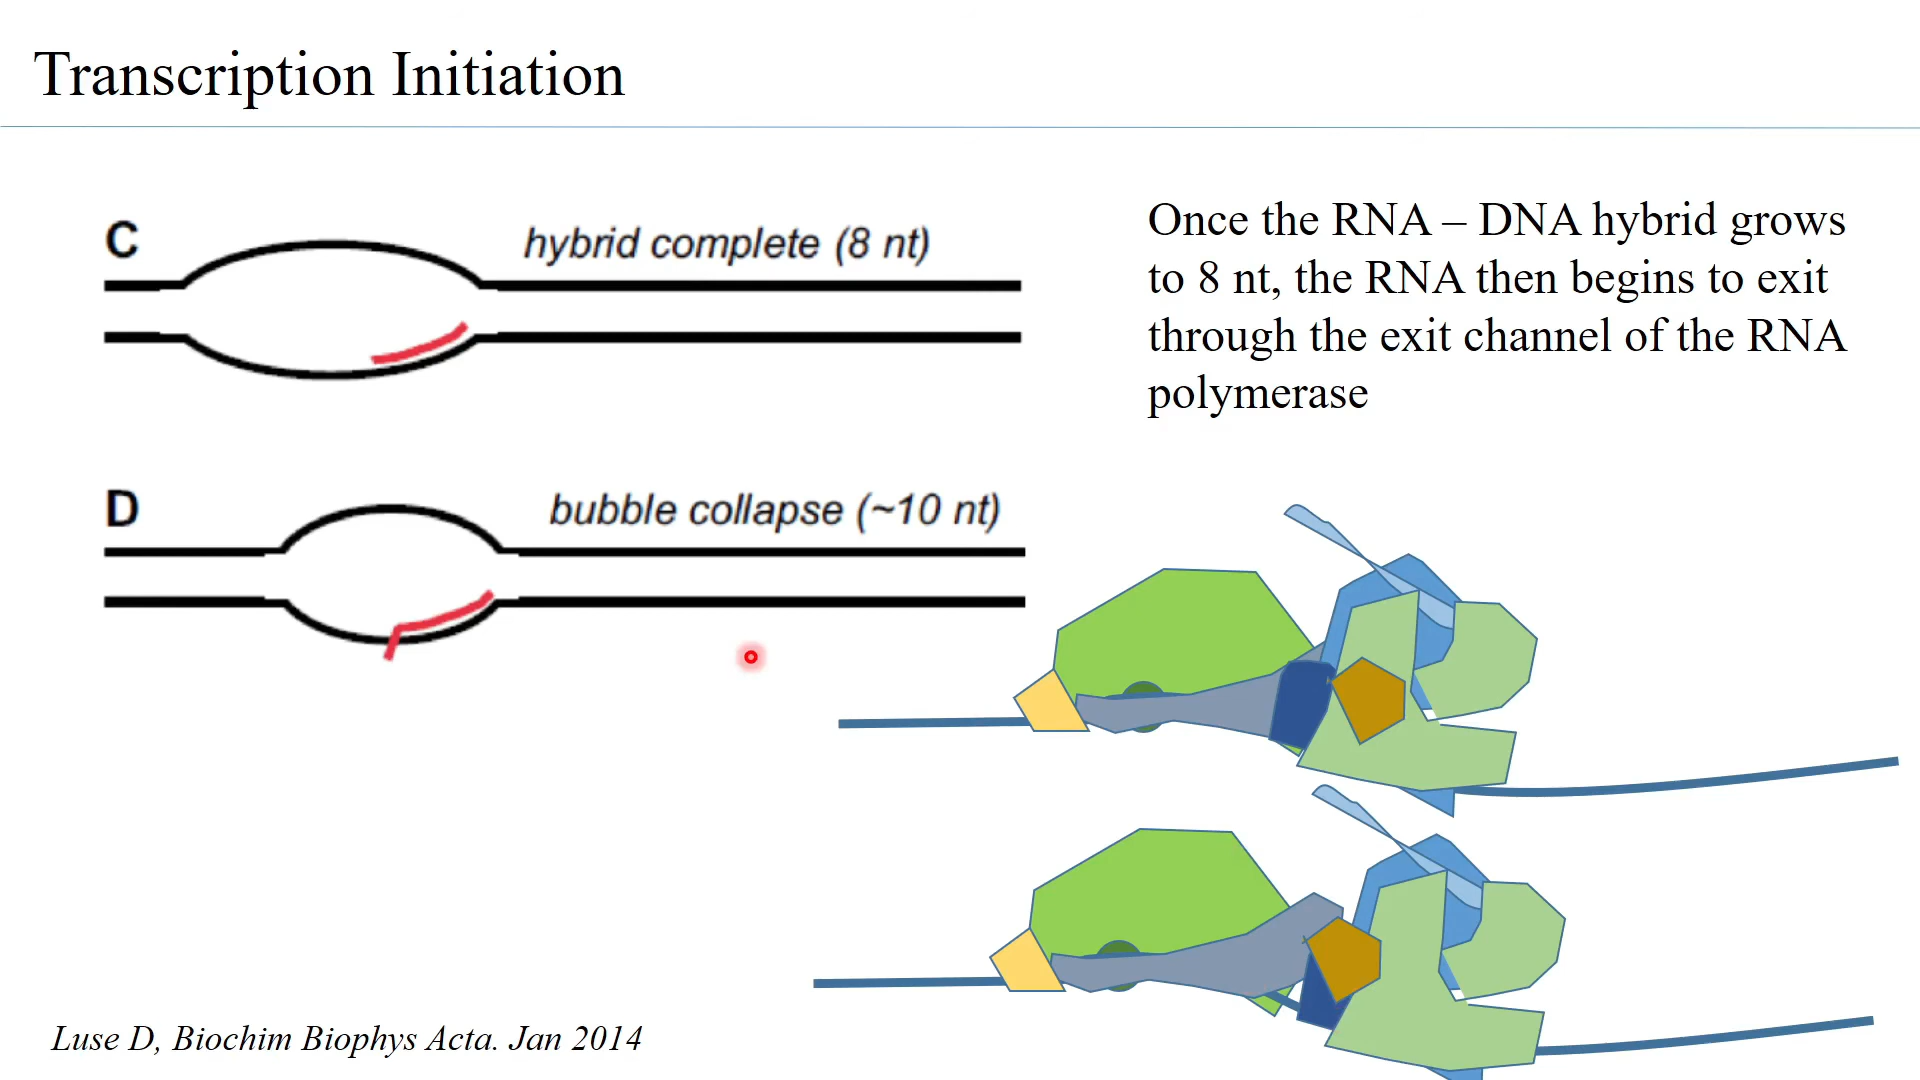 Transcription Initiation
C
hybrid complete (8 nt)
Once the RNA – DNA hybrid grows
to 8 nt, the RNA then begins to exit
through the exit channel of the RNA
polymerase
D
bubble collapse (~10 nt)
Luse D, Biochim Biophys Acta. Jan 2014